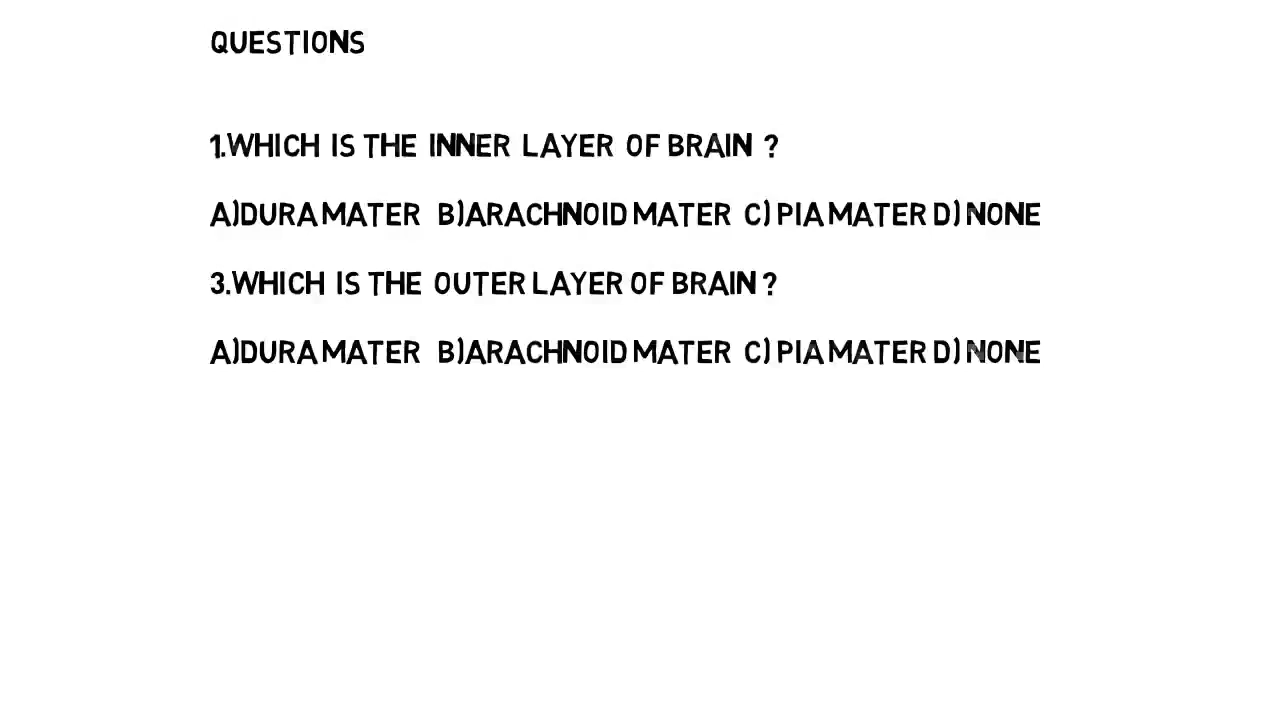 QUESTIONS
1.WHICH IS THE INNER LAYER OF BRAIN ?
A)DURA MATER B)ARACHNOID MATER C) PIA MATER D) NONE
3.WHICH IS THE OUTER LAYER OF BRAIN ?
A)DURA MATER B)ARACHNOID MATER C) PIA MATER D) NONE